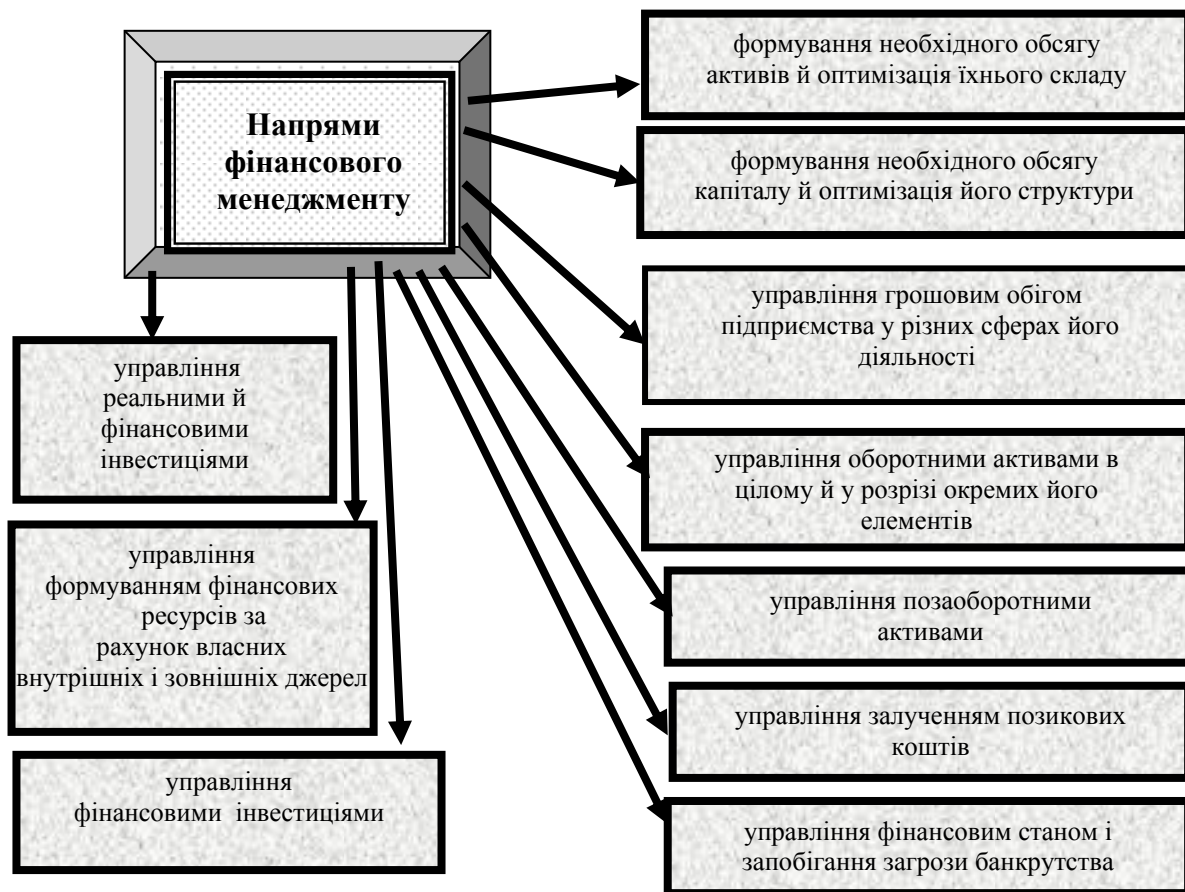 Напрями
фінансового
менеджменту
формування необхідного обсягу
активів й оптимізація їхнього складу
формування необхідного обсягу
капіталу й оптимізація його структури
управління грошовим обігом
підприємства у різних сферах його
діяльності
управління оборотними активами в
цілому й у розрізі окремих його
елементів
управління позаоборотними
активами
управління залученням позикових
коштів
управління фінансовим станом і
запобігання загрози банкрутства
управління
реальними й
фінансовими
інвестиціями
управління
формуванням фінансових
ресурсів за
рахунок власних
внутрішніх і зовнішніх джерел
управління
фінансовими інвестиціями